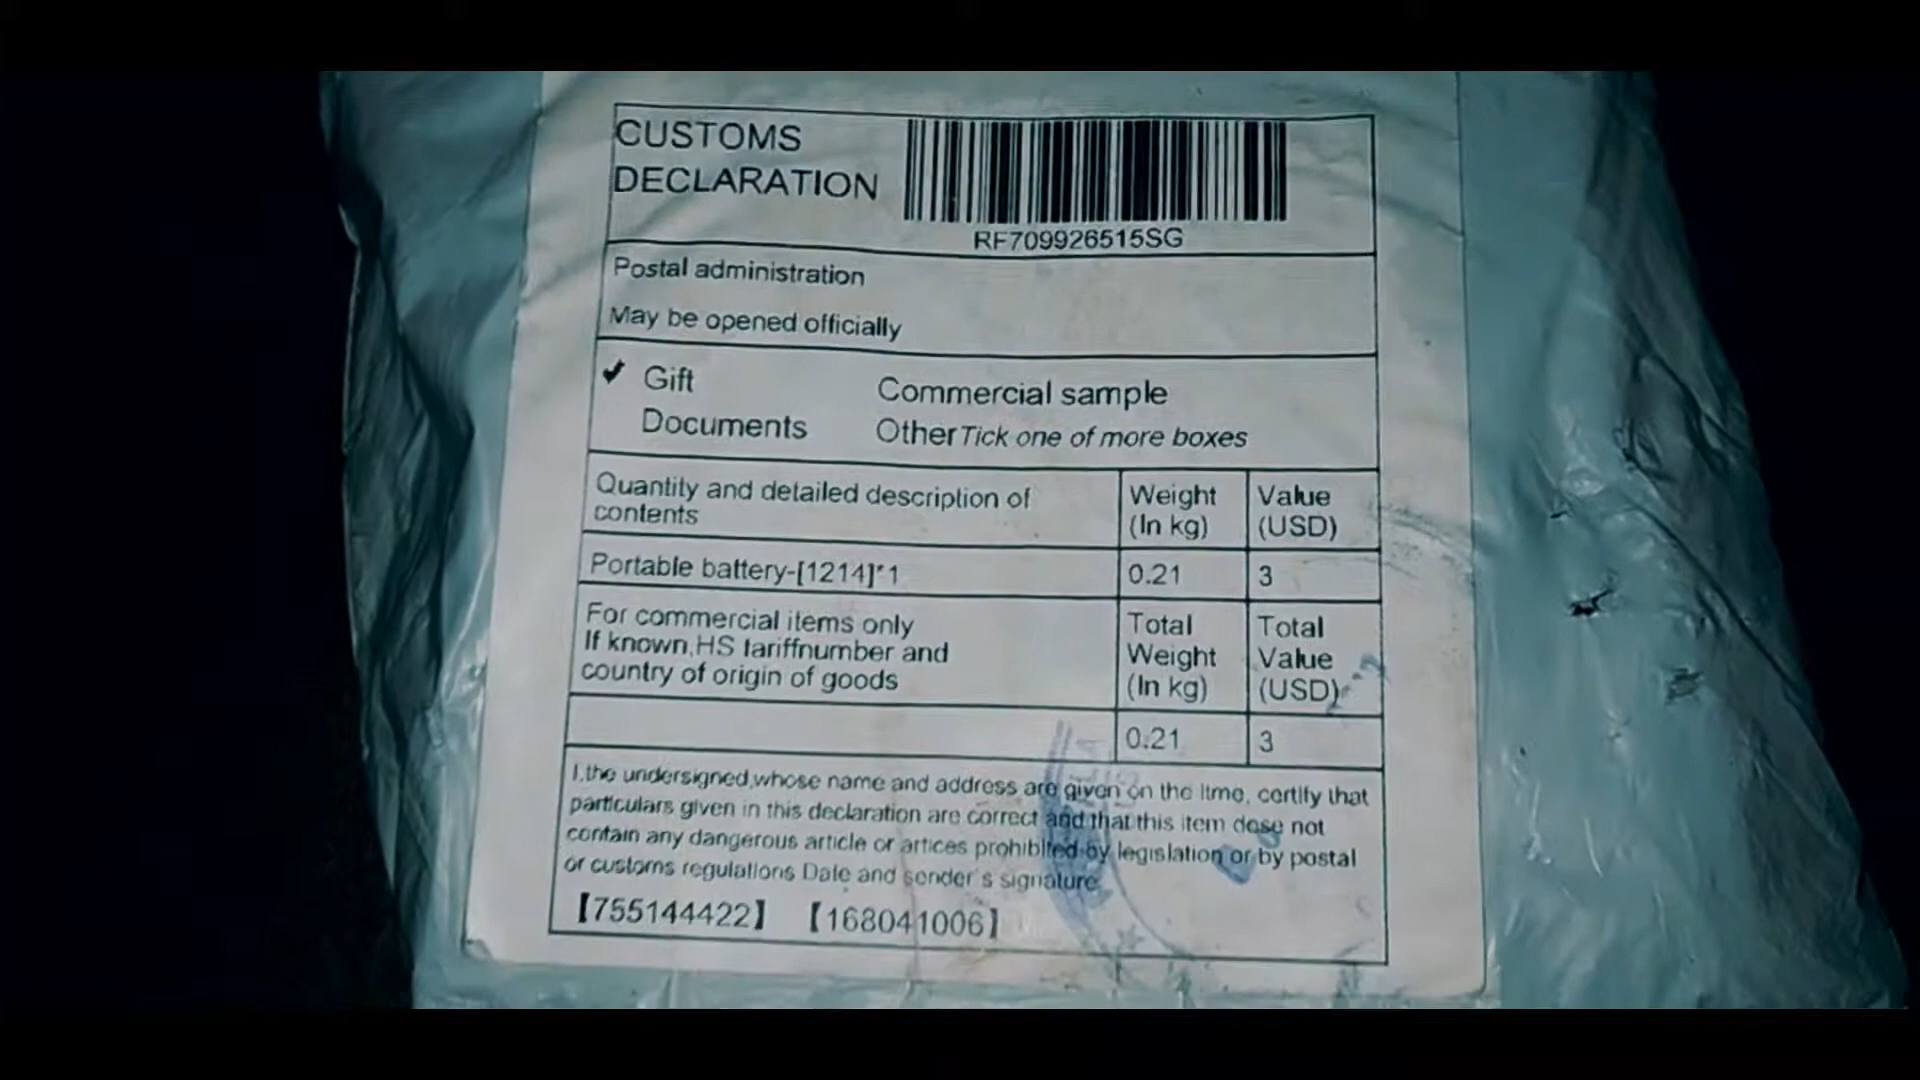 CUSTOMS
DECLARATION
RF709926515SG
Postal administration
May be opened officially
✓ Gift Commercial sample
Documents Other Tick one of more boxes
Quantity and detailed description of
contents
Weight
(In kg)
Value
(USD)
Portable battery-[1214]*1 0.21 3
For commercial items only
If known,HS tariffnumber and
country of origin of goods
Total
Weight
(In kg)
Total
Value
(USD)
0.21 3
I,the undersigned,whose name and address are given on the itme, certify that
particulars given in this declaration are correct and that this item dose not
contain any dangerous article or artices prohiblted by legislation or by postal
or customs regulations Date and sender's signature
【755144422】 【168041006】